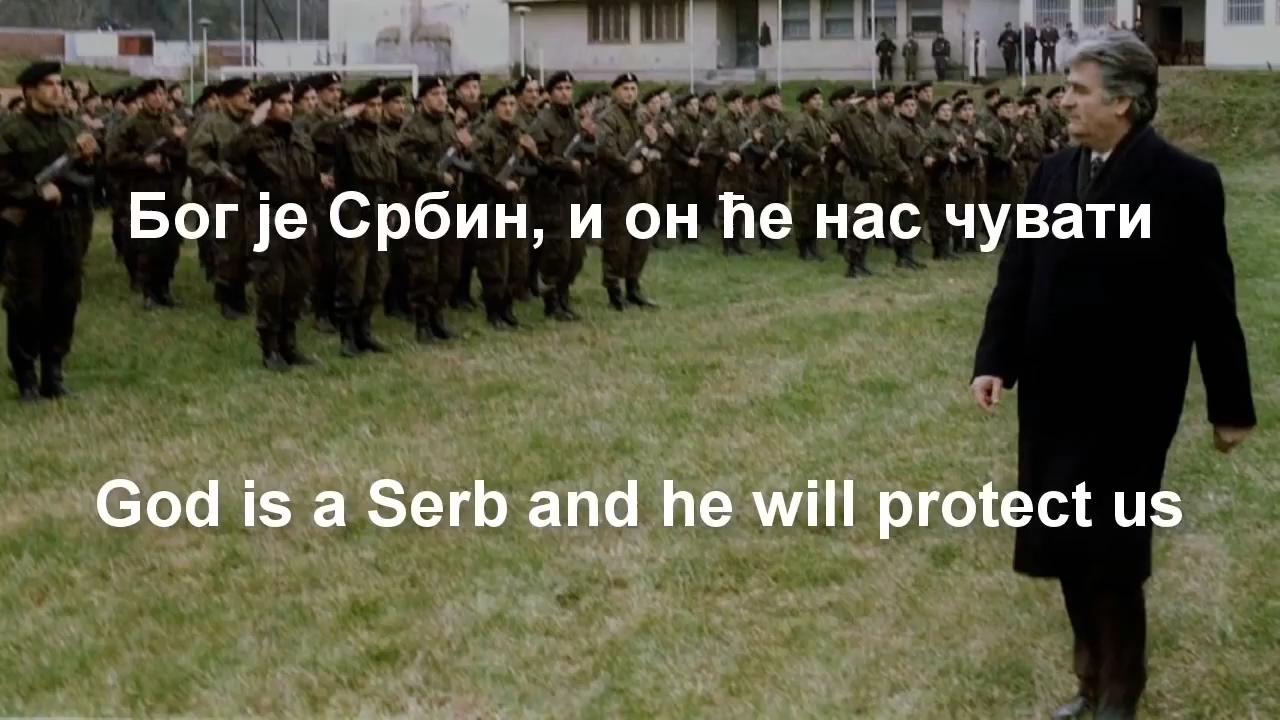 Бог је Србин, и он ће нас чувати
God is a Serb and he will protect us